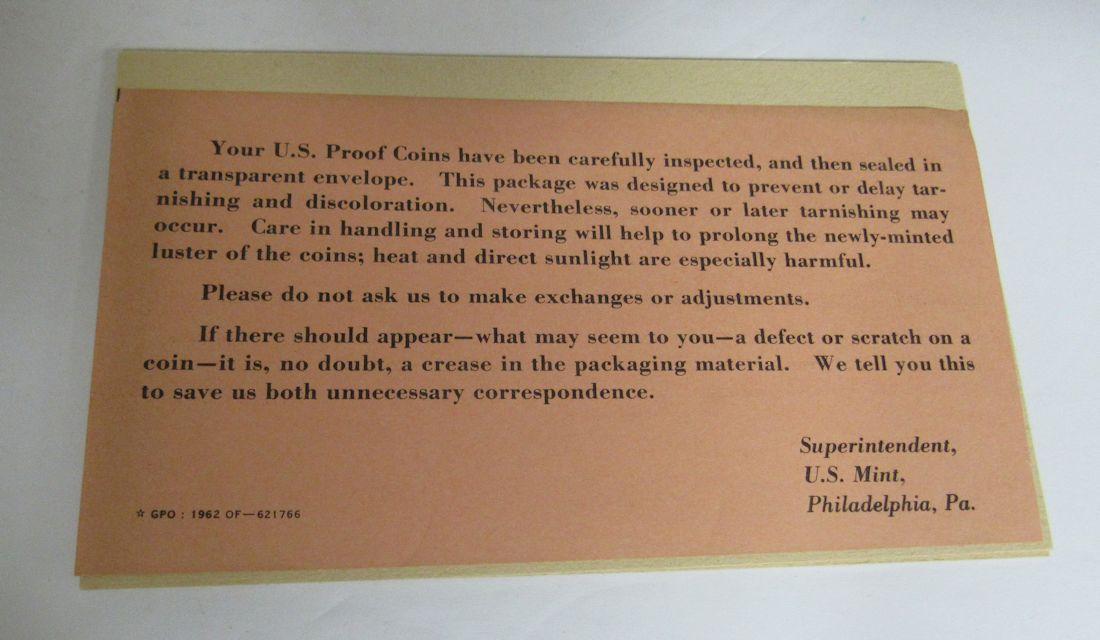 Your U.S. Proof Coins have been carefully inspected, and then sealed in
a transparent envelope. This package was designed to prevent or delay tar-
nishing and discoloration. Nevertheless, sooner or later tarnishing may
occur. Care in handling and storing will help to prolong the newly-minted
luster of the coins; heat and direct sunlight are especially harmful.
Please do not ask us to make exchanges or adjustments.
If there should appear—what may seem to you—a defect or scratch on a
coin—it is, no doubt, a crease in the packaging material. We tell you this
to save us both unnecessary correspondence.
Superintendent,
U.S. Mint,
Philadelphia, Pa.
☆ GPO : 1962 OF—621766